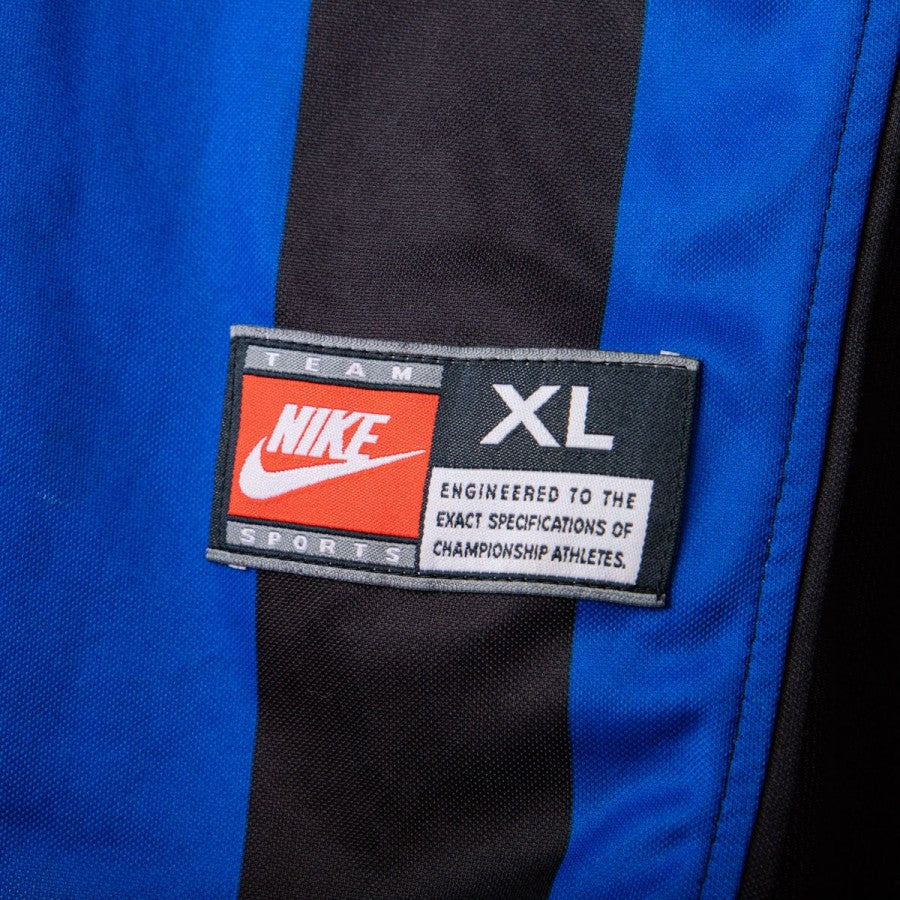 TEAM
NIKE
SPORTS
XL
ENGINEERED TO THE
EXACT SPECIFICATIONS OF
CHAMPIONSHIP ATHLETES.